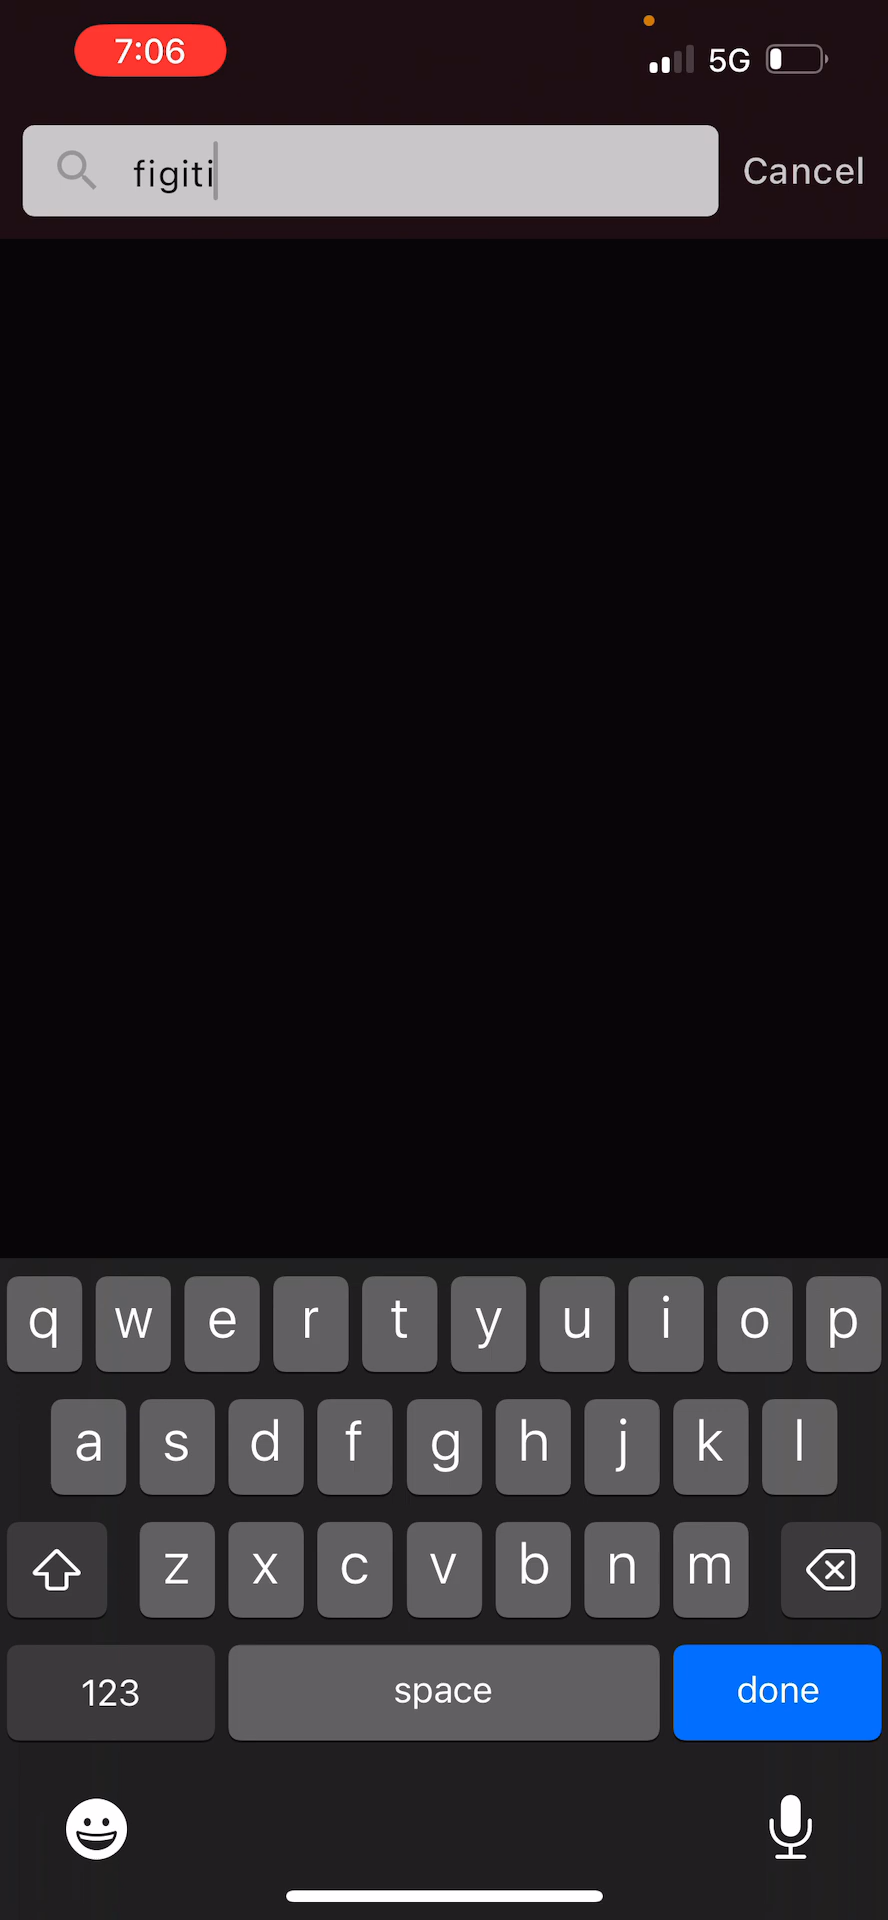 7:06 5G
figiti Cancel
q w e r t y u i o p
a s d f g h j k l
z x c v b n m
123 space done